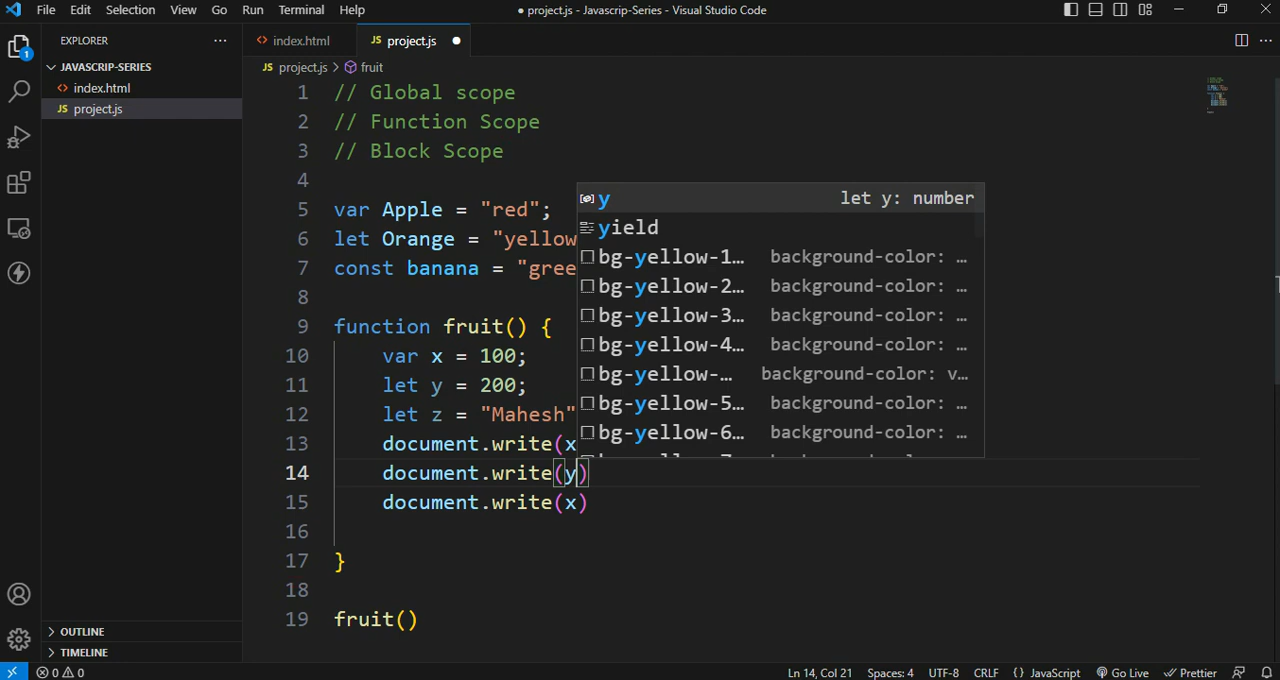 File Edit Selection View Go Run Terminal Help
● project.js - Javascrip-Series - Visual Studio Code
EXPLORER ...
JAVASCRIP-SERIES
<> index.html
JS project.js
1
<> index.html
JS project.js ●
JS project.js > fruit
1 // Global scope
2 // Function Scope
3 // Block Scope
4
5 var Apple = "red";
6 let Orange = "yellow
7 const banana = "gree
8
9 function fruit() {
10 var x = 100;
11 let y = 200;
12 let z = "Mahesh"
13 document.write(x
14 document.write(y)
15 document.write(x)
16
17 }
18
19 fruit()
y let y: number
yield
bg-yellow-1... background-color: …
bg-yellow-2... background-color: …
bg-yellow-3... background-color: …
bg-yellow-4... background-color: …
bg-yellow-... background-color: v…
bg-yellow-5... background-color: …
bg-yellow-6... background-color: …
OUTLINE
TIMELINE
0 0
Ln 14, Col 21 Spaces: 4 UTF-8 CRLF {} JavaScript Go Live Prettier